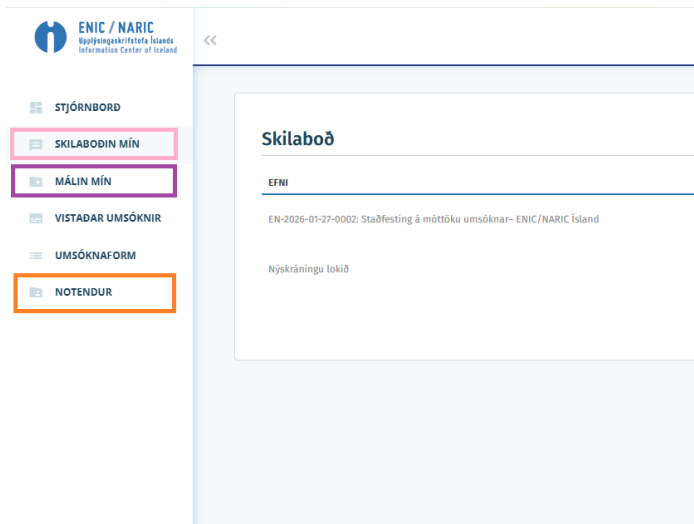 ENIC / NARIC
Upplýsingaskrifstofa Íslands
Information Center of Iceland
STJÓRNBORÐ
SKILABOÐIN MÍN
MÁLIN MÍN
VISTAÐAR UMSÓKNIR
UMSÓKNAFORM
NOTENDUR
Skilaboð
EFNI
EN-2026-01-27-0002: Staðfesting á móttöku umsóknar– ENIC/NARIC Ísland
Nýskráningu lokið